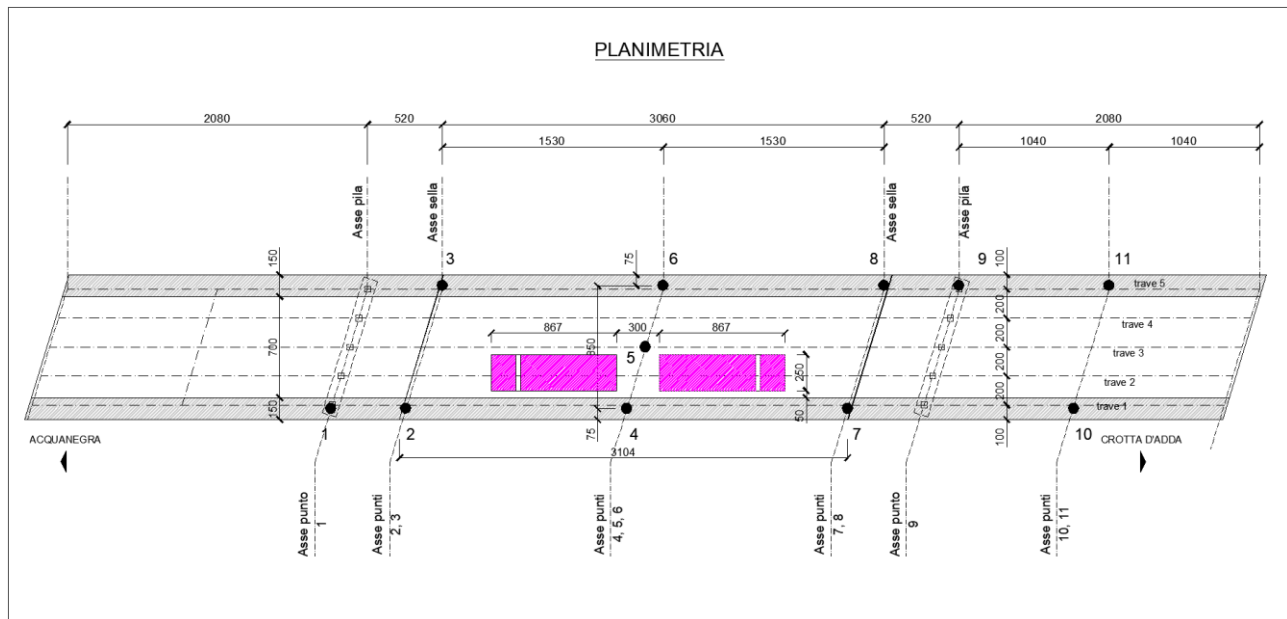 PLANIMETRIA
2080
520
3060
520
2080
1530
1530
1040
1040
Asse pila
Asse sella
Asse sella
Asse pila
150
3
75
6
8
9
100
11
trave 5
200
trave 4
867
300
867
200
700
850
5
trave 3
250
200
trave 2
200
150
50
trave 1
1
2
75
4
7
100
10
ACQUANEGRA
CROTTA D'ADDA
3104
Asse punto
1
Asse punti
2, 3
Asse punti
4, 5, 6
Asse punti
7, 8
Asse punto
9
Asse punti
10, 11